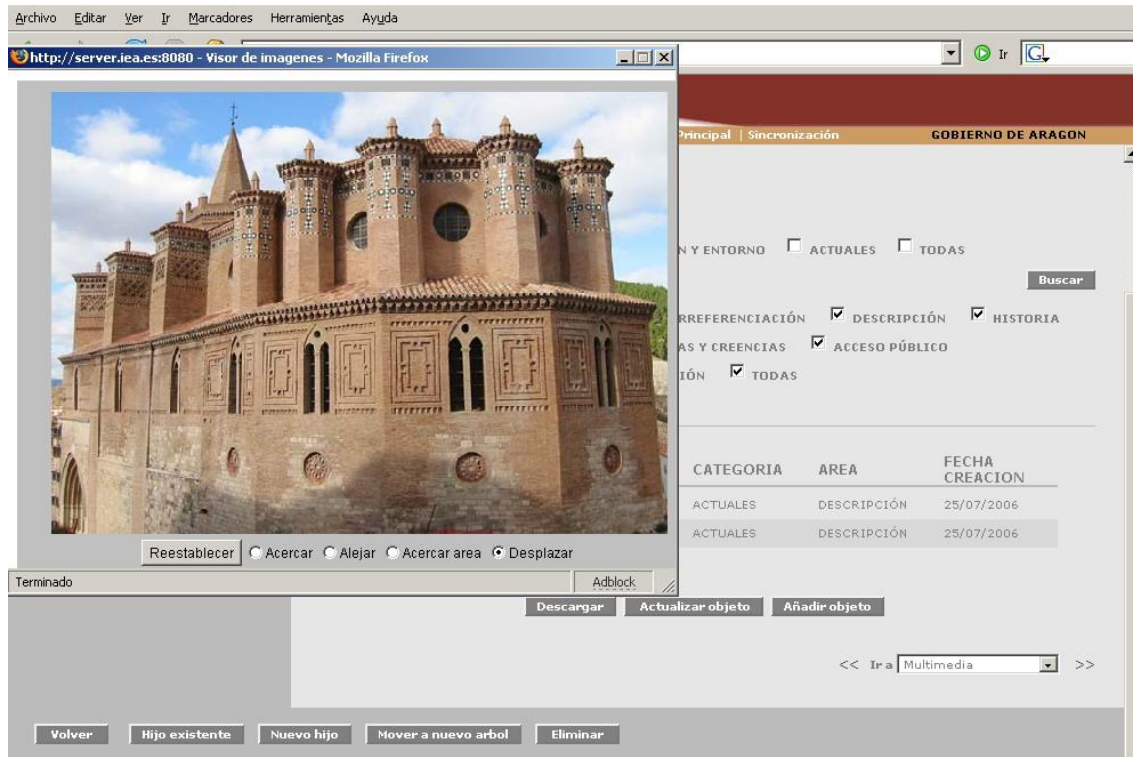 Archivo Editar Ver Ir Marcadores Herramientas Ayuda
http://server.iea.es:8080 - Visor de imagenes - Mozilla Firefox
Ir
Principal | Sincronización GOBIERNO DE ARAGON
N Y ENTORNO ACTUALES TODAS
Buscar
RREFERENCIACIÓN DESCRIPCIÓN HISTORIA
AS Y CREENCIAS ACCESO PÚBLICO
IÓN TODAS
CATEGORIA AREA FECHA CREACION
ACTUALES DESCRIPCIÓN 25/07/2006
ACTUALES DESCRIPCIÓN 25/07/2006
Reestablecer Acercar Alejar Acercar area Desplazar
Terminado Adblock
Descargar Actualizar objeto Añadir objeto
<< Ir a Multimedia >>
Volver Hijo existente Nuevo hijo Mover a nuevo arbol Eliminar